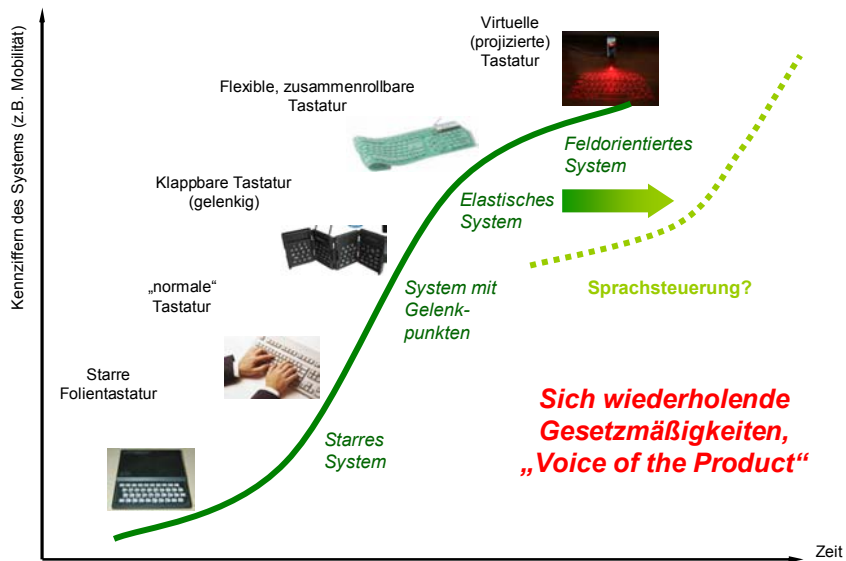 Kennziffern des Systems (z.B. Mobilität)
Virtuelle
(projizierte)
Tastatur
Flexible, zusammenrollbare
Tastatur
Feldorientiertes
System
Klappbare Tastatur
(gelenkig)
Elastisches
System
„normale“
Tastatur
System mit
Gelenk-
punkten
Sprachsteuerung?
Starre
Folientastatur
Starres
System
Sich wiederholende
Gesetzmäßigkeiten,
„Voice of the Product“
Zeit